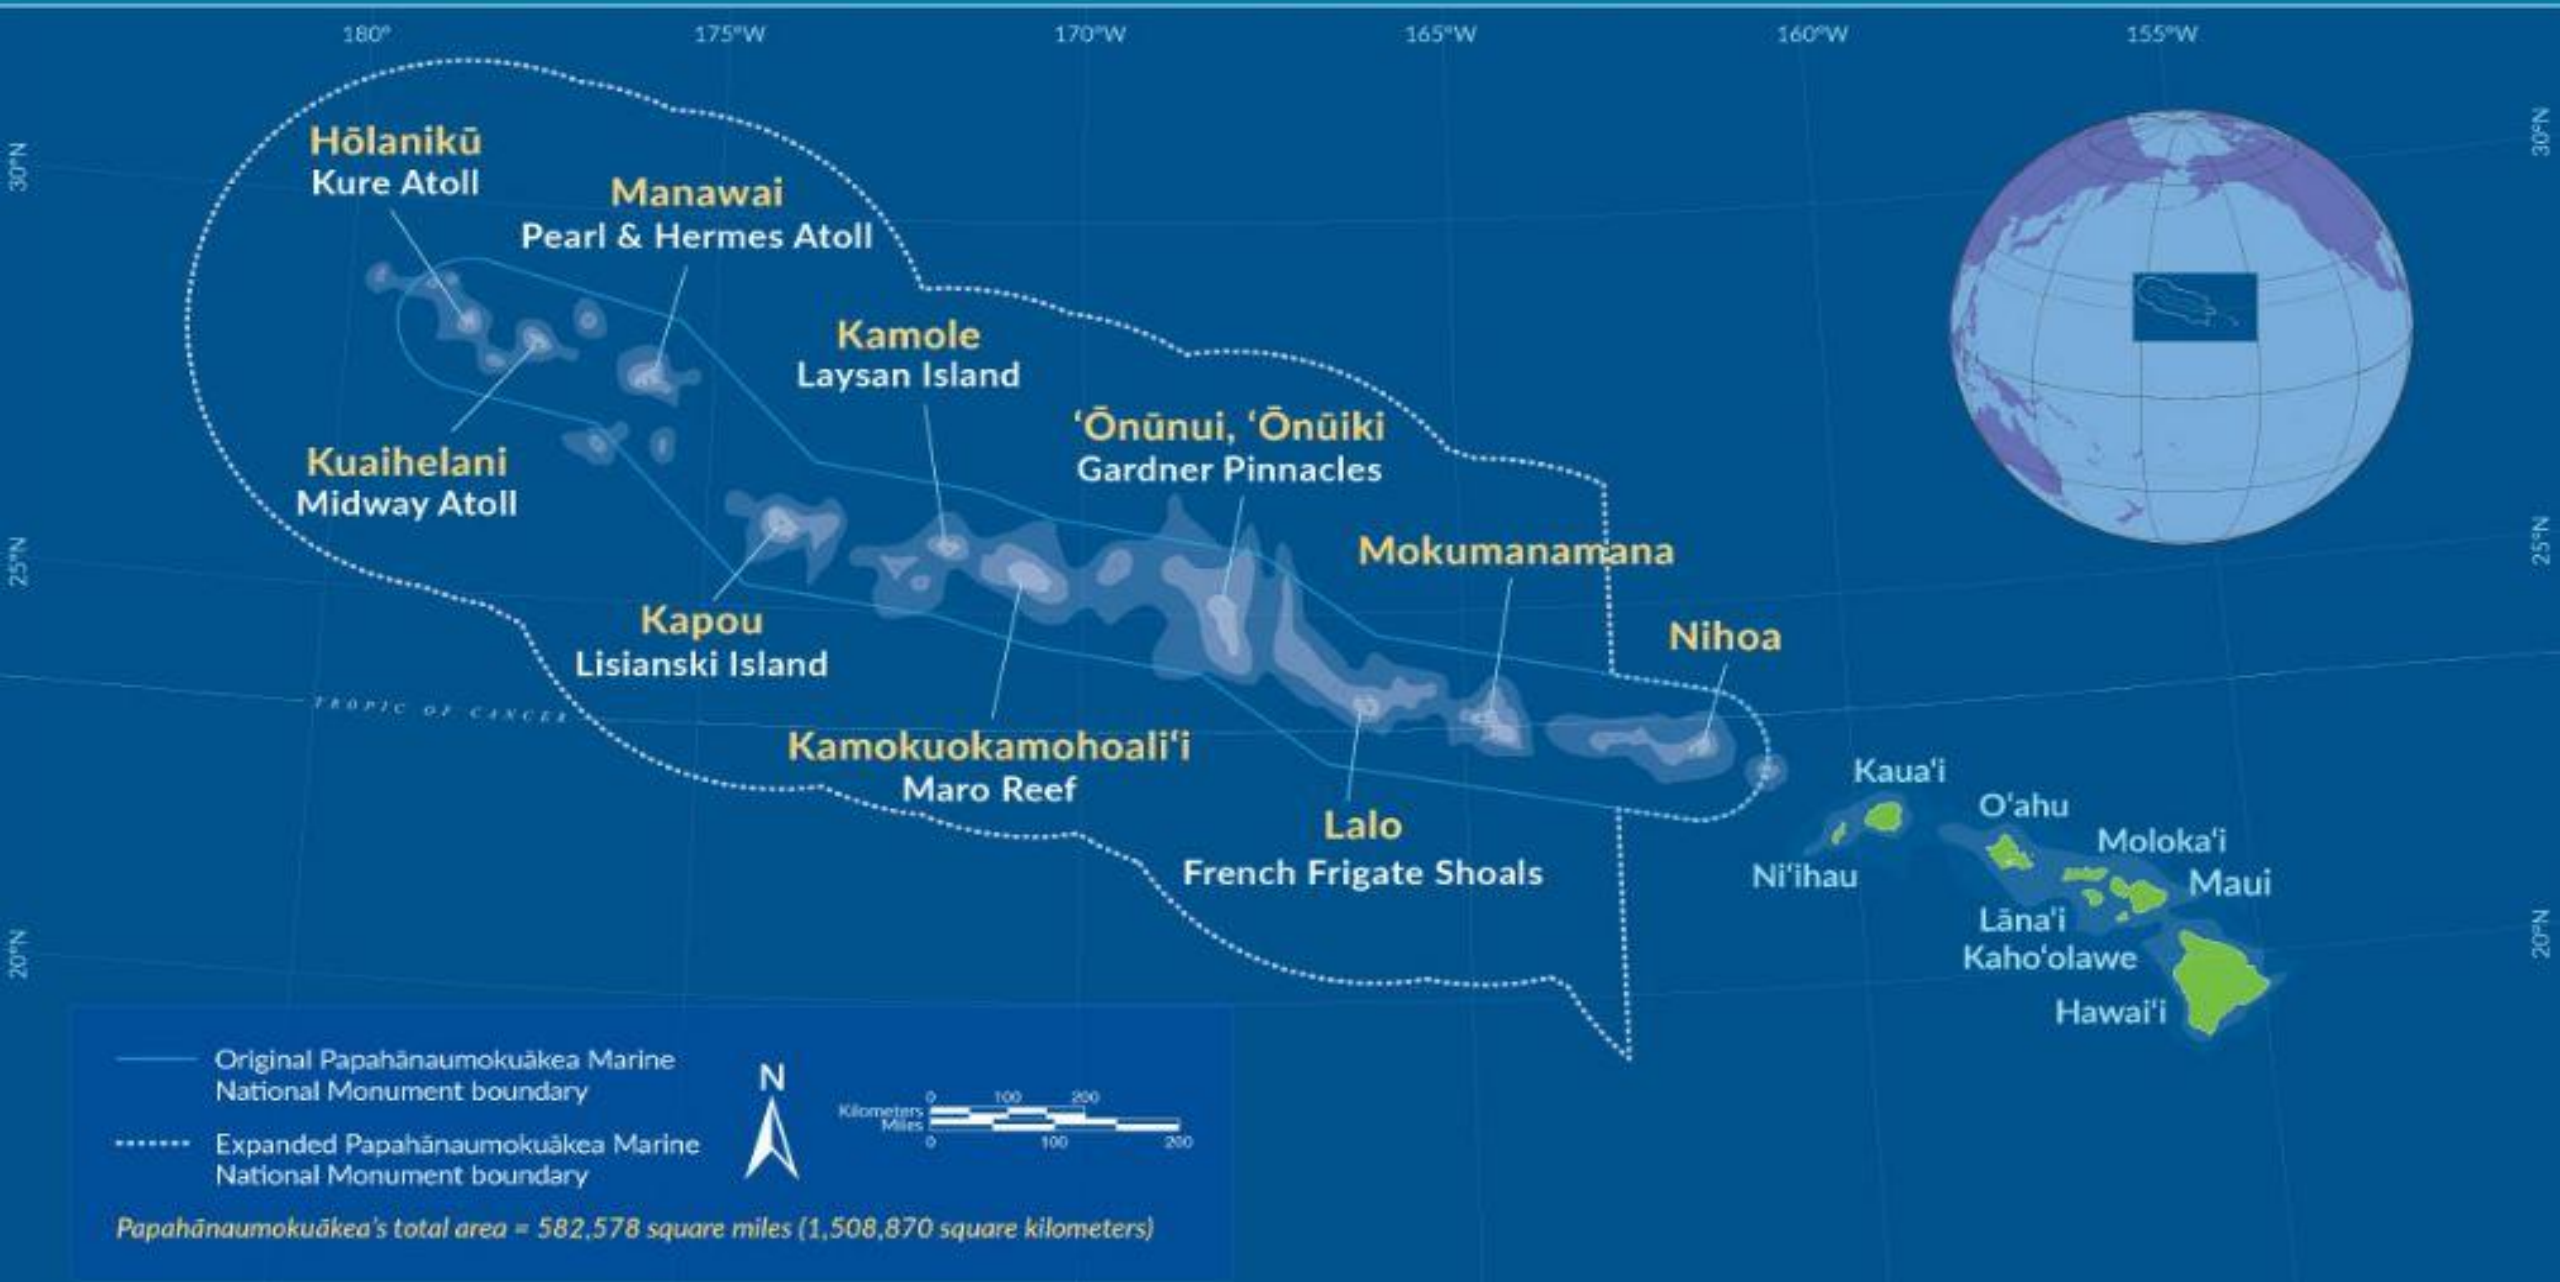 180°
175°W
170°W
165°W
160°W
155°W
30°N
30°N
Hōlanikū
Kure Atoll
Manawai
Pearl & Hermes Atoll
Kamole
Laysan Island
ʻŌnūnui, ʻŌnūiki
Gardner Pinnacles
Kuaihelani
Midway Atoll
25°N
25°N
Mokumanamana
Kapou
Lisianski Island
Nihoa
TROPIC OF CANCER
Kamokuokamohoaliʻi
Maro Reef
Lalo
French Frigate Shoals
Kauaʻi
Oʻahu
Molokaʻi
Niʻihau
Maui
Lānaʻi
Kahoʻolawe
Hawaiʻi
20°N
20°N
Original Papahānaumokuākea Marine
National Monument boundary
Expanded Papahānaumokuākea Marine
National Monument boundary
N
0 100 200
Kilometers
Miles
0 100 200
Papahānaumokuākea's total area = 582,578 square miles (1,508,870 square kilometers)